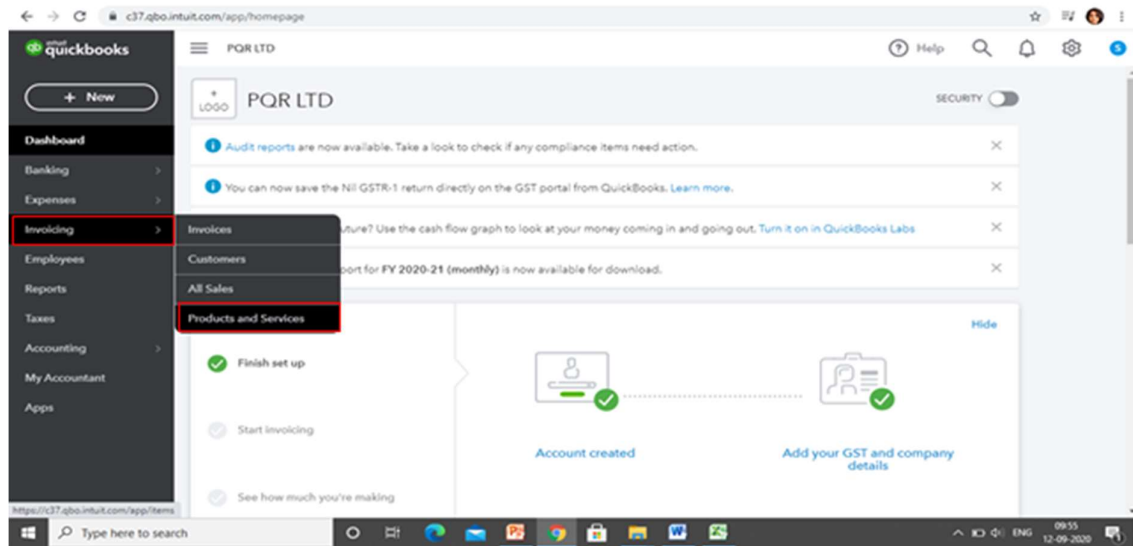 c37.qbo.intuit.com/app/homepage
intuit
quickbooks
PQR LTD
Help
S
+ New
+
LOGO
PQR LTD
SECURITY
Dashboard
Banking
Expenses
Invoicing
Employees
Reports
Taxes
Accounting
My Accountant
Apps
Invoices
Customers
All Sales
Products and Services
Audit reports are now available. Take a look to check if any compliance items need action.
You can now save the Nil GSTR-1 return directly on the GST portal from QuickBooks. Learn more.
uture? Use the cash flow graph to look at your money coming in and going out. Turn it on in QuickBooks Labs
port for FY 2020-21 (monthly) is now available for download.
Hide
Finish set up
Start invoicing
See how much you're making
Account created
Add your GST and company
details
https://c37.qbo.intuit.com/app/items
Type here to search
ENG
09:55
12-09-2020